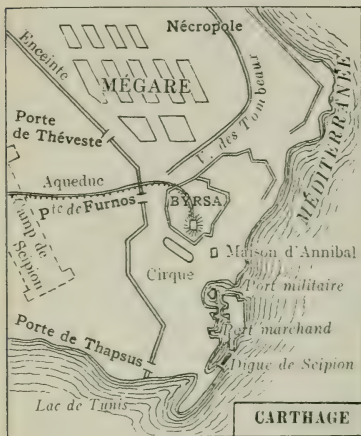 Nécropole
Enceinte
MÉGARE
Porte
de Théveste
des Tombeaux
MÉDITERRANÉE
Aqueduc
BYRSA
Pte de Furnos
Camp de
Scipion
Maison d'Annibal
Cirque
Port militaire
Port marchand
Porte de Thapsus
Digue de Scipion
Lac de Tunis
CARTHAGE